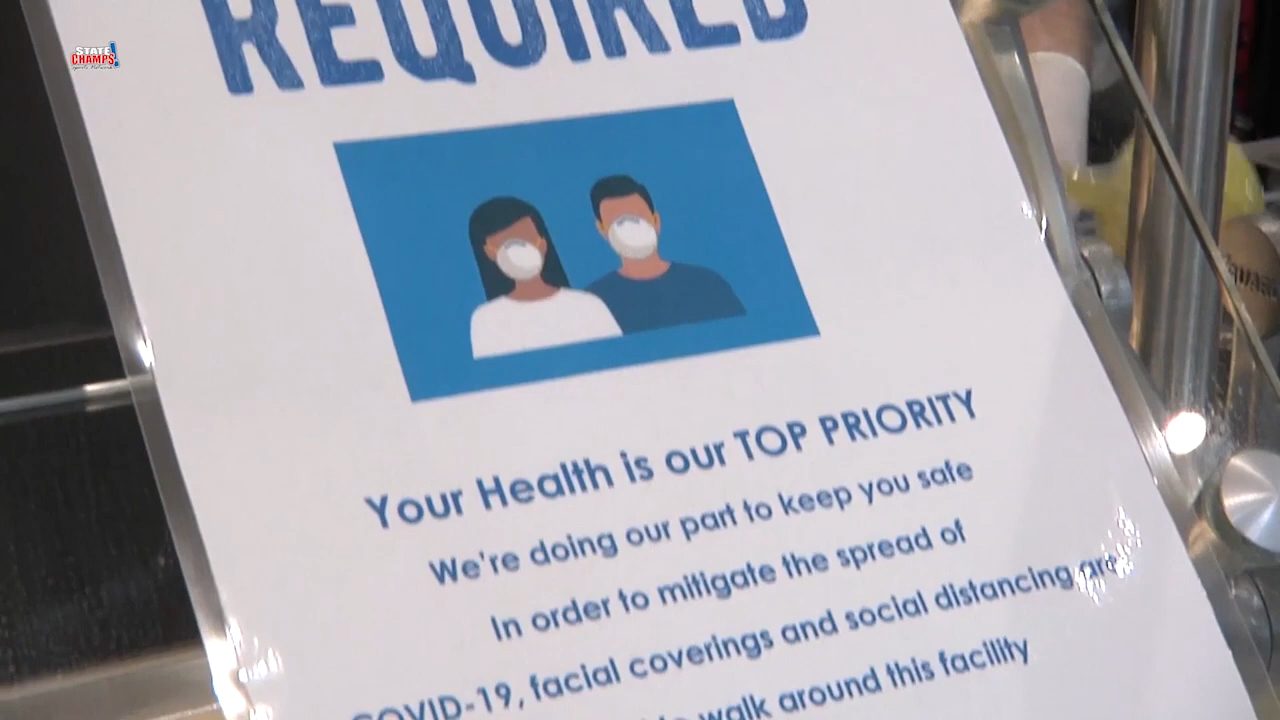 STATE
CHAMPS!
REQUIRED
Your Health is our TOP PRIORITY
We're doing our part to keep you safe
In order to mitigate the spread of
COVID-19, facial coverings and social distancing are
walk around this facility